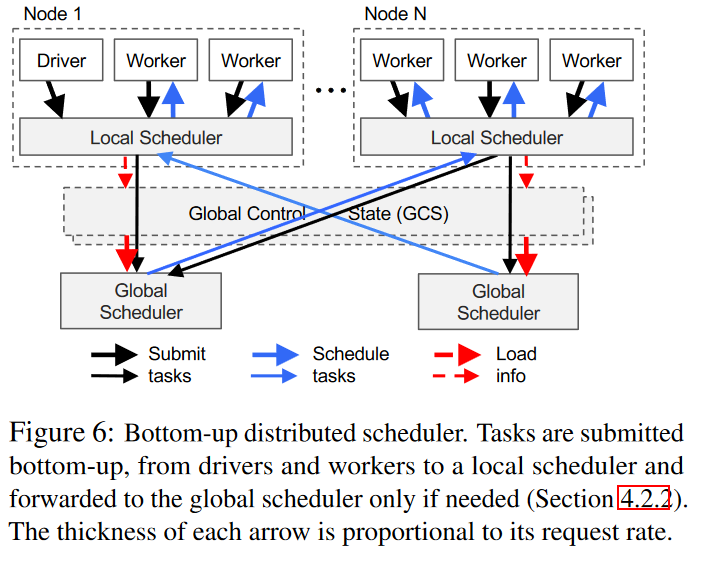 Node 1
Node N
Driver
Worker
Worker
...
Worker
Worker
Worker
Local Scheduler
Local Scheduler
Global Control State (GCS)
Global
Scheduler
Global
Scheduler
Submit
tasks
Schedule
tasks
Load
info
Figure 6: Bottom-up distributed scheduler. Tasks are submitted
bottom-up, from drivers and workers to a local scheduler and
forwarded to the global scheduler only if needed (Section 4.2.2).
The thickness of each arrow is proportional to its request rate.